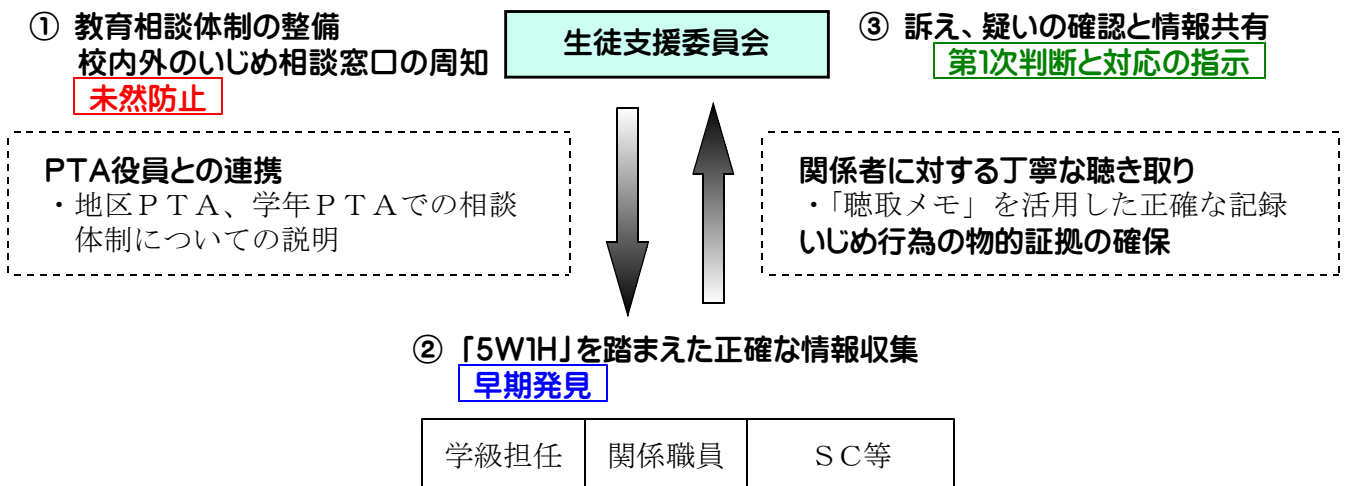 ① 教育相談体制の整備
校内外のいじめ相談窓口の周知
未然防止
生徒支援委員会
③ 訴え、疑いの確認と情報共有
第1次判断と対応の指示
PTA役員との連携
・地区PTA、学年PTAでの相談
体制についての説明
関係者に対する丁寧な聴き取り
・「聴取メモ」を活用した正確な記録
いじめ行為の物的証拠の確保
② 「5W1H」を踏まえた正確な情報収集
早期発見
学級担任 関係職員 SC等